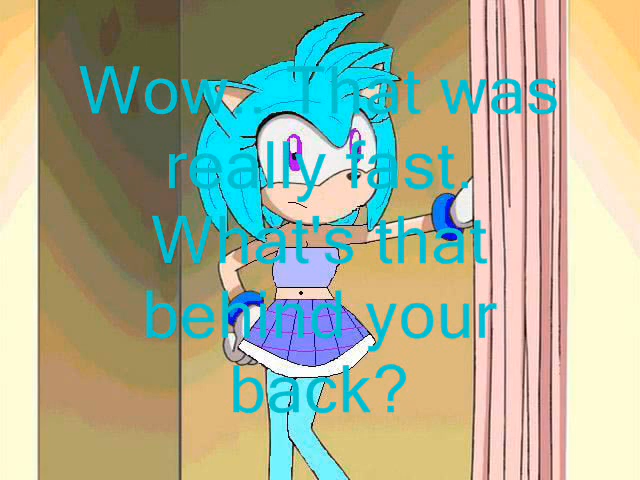 Wow.. That was
really fast.
What's that
behind your
back?